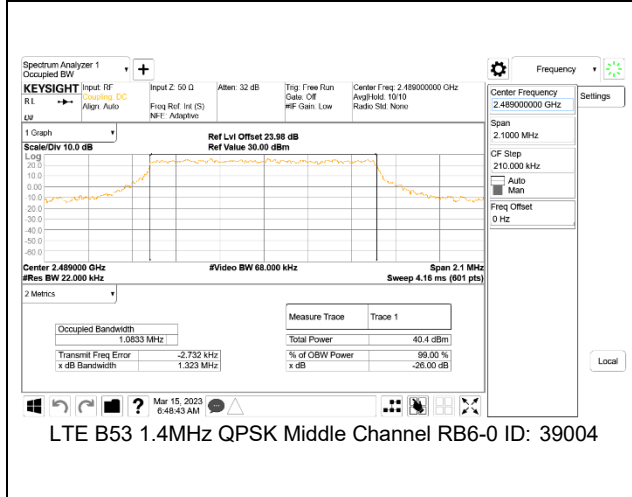 Spectrum Analyzer 1
Occupied BW
+
Frequency
KEYSIGHT
RL
Input: RF
Coupling: DC
Align: Auto
Input Z: 50 Ω
Freq Ref: Int (S)
NFE: Adaptive
Atten: 32 dB
Trig: Free Run
Gate: Off
#IF Gain: Low
Center Freq: 2.489000000 GHz
Avg|Hold: 10/10
Radio Std: None
Center Frequency
2.489000000 GHz
Settings
Span
2.1000 MHz
CF Step
210.000 kHz
Auto
Man
Freq Offset
0 Hz
Local
1 Graph
Scale/Div 10.0 dB
Ref Lvl Offset 23.98 dB
Ref Value 30.00 dBm
Log
20.0
10.0
0.00
-10.0
-20.0
-30.0
-40.0
-50.0
-60.0
Center 2.489000 GHz
#Res BW 22.000 kHz
#Video BW 68.000 kHz
Span 2.1 MHz
Sweep 4.16 ms (601 pts)
2 Metrics
Occupied Bandwidth
1.0833 MHz
Transmit Freq Error -2.732 kHz
x dB Bandwidth 1.323 MHz
Measure Trace Trace 1
Total Power 40.4 dBm
% of OBW Power 99.00 %
x dB -26.00 dB
?
Mar 15, 2023
6:48:43 AM
LTE B53 1.4MHz QPSK Middle Channel RB6-0 ID: 39004